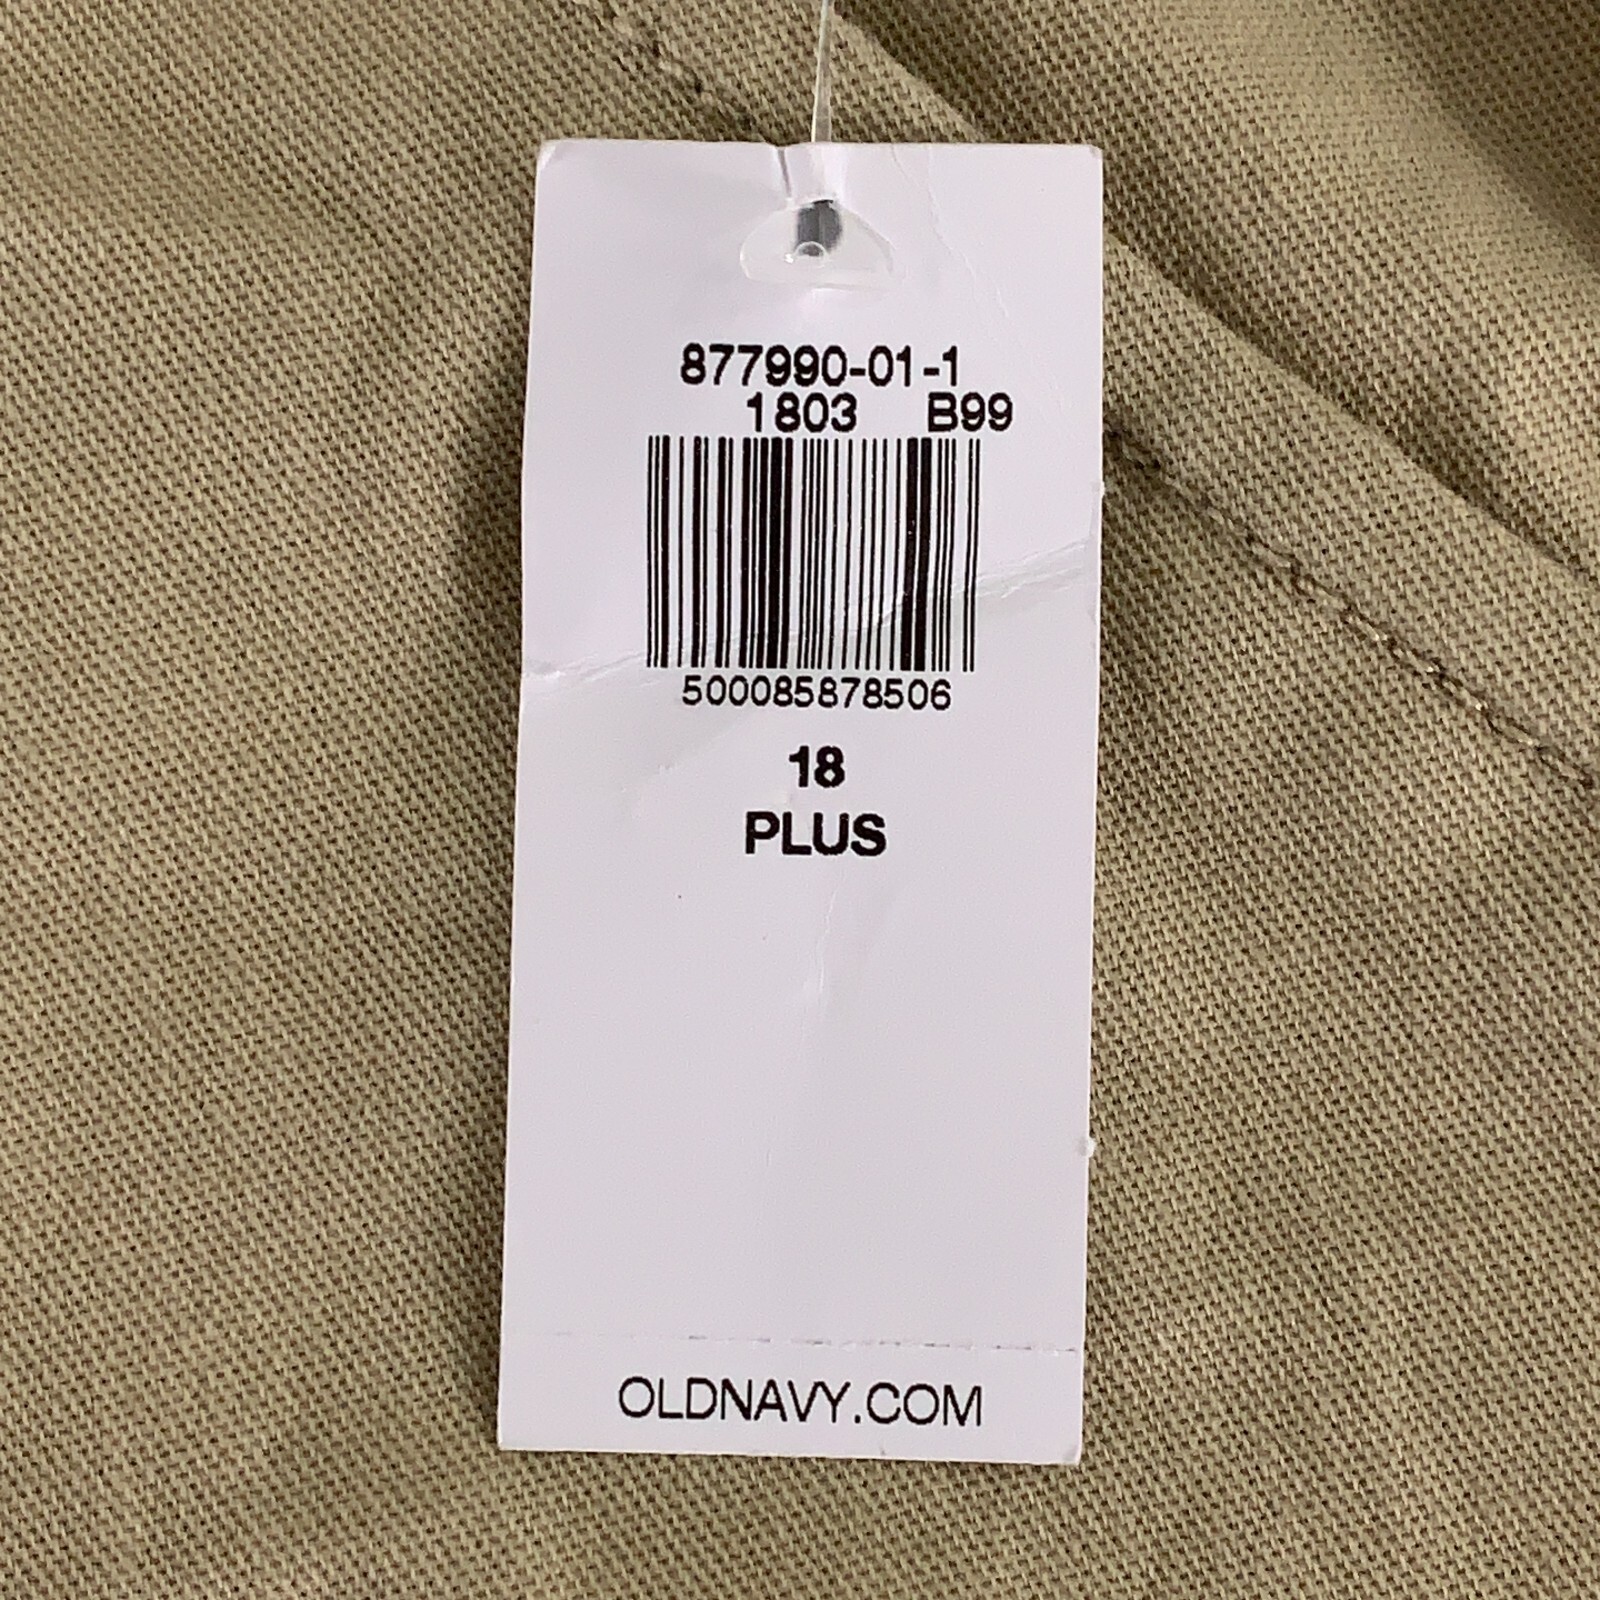 877990-01-1
1803 B99
500085878506
18
PLUS
OLDNAVY.COM